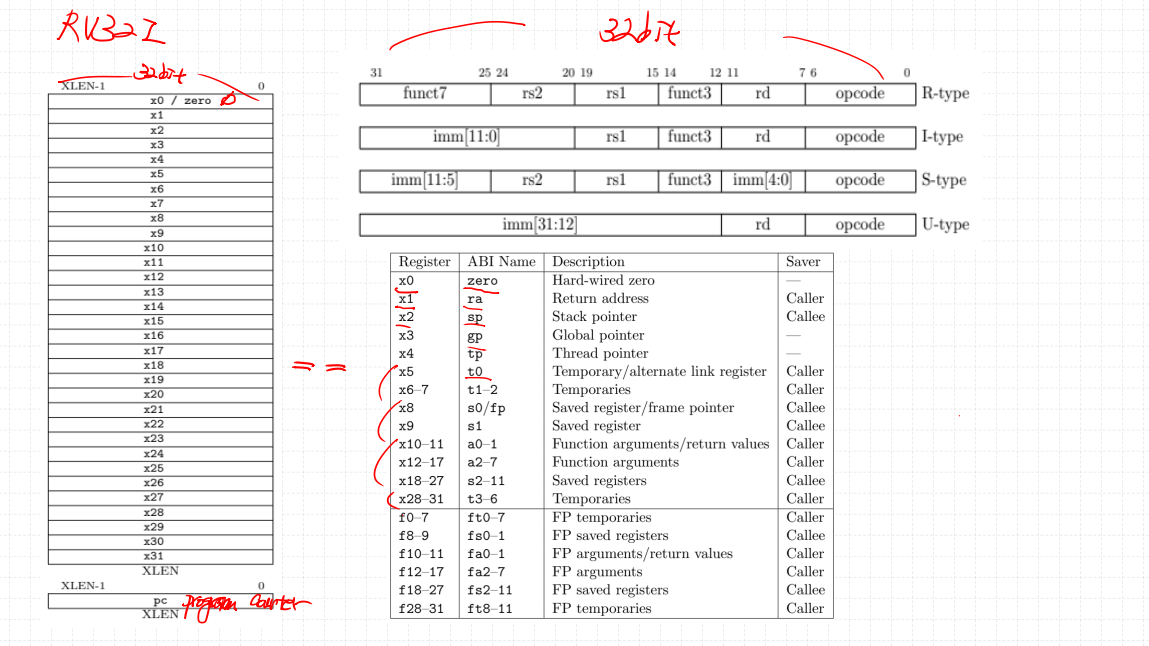 RV32I
32bit
32bit
XLEN-1 0
x0 / zero 0
x1
x2
x3
x4
x5
x6
x7
x8
x9
x10
x11
x12
x13
x14
x15
x16
x17
x18
x19
x20
x21
x22
x23
x24
x25
x26
x27
x28
x29
x30
x31
XLEN
XLEN-1 0
pc program counter
XLEN
==
31 25 24 20 19 15 14 12 11 7 6 0
funct7 rs2 rs1 funct3 rd opcode R-type
imm[11:0] rs1 funct3 rd opcode I-type
imm[11:5] rs2 rs1 funct3 imm[4:0] opcode S-type
imm[31:12] rd opcode U-type
Register ABI Name Description Saver
x0 zero Hard-wired zero —
x1 ra Return address Caller
x2 sp Stack pointer Callee
x3 gp Global pointer —
x4 tp Thread pointer —
x5 t0 Temporary/alternate link register Caller
x6–7 t1–2 Temporaries Caller
x8 s0/fp Saved register/frame pointer Callee
x9 s1 Saved register Callee
x10–11 a0–1 Function arguments/return values Caller
x12–17 a2–7 Function arguments Caller
x18–27 s2–11 Saved registers Callee
x28–31 t3–6 Temporaries Caller
f0–7 ft0–7 FP temporaries Caller
f8–9 fs0–1 FP saved registers Callee
f10–11 fa0–1 FP arguments/return values Caller
f12–17 fa2–7 FP arguments Caller
f18–27 fs2–11 FP saved registers Callee
f28–31 ft8–11 FP temporaries Caller